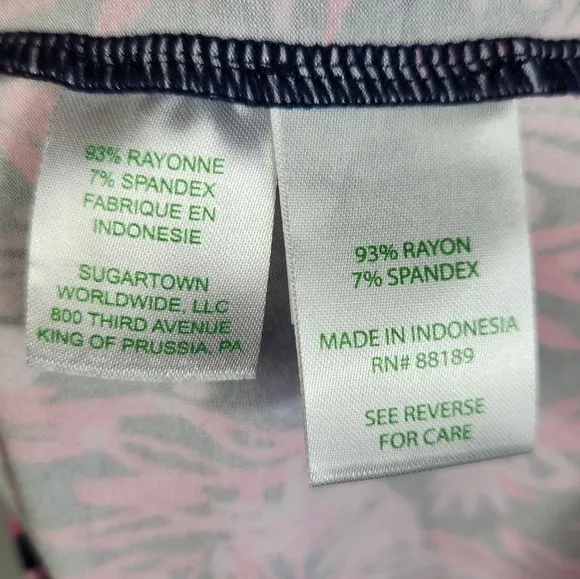 93% RAYONNE
7% SPANDEX
FABRIQUE EN
INDONESIE
SUGARTOWN
WORLDWIDE, LLC
800 THIRD AVENUE
KING OF PRUSSIA, PA
93% RAYON
7% SPANDEX
MADE IN INDONESIA
RN# 88189
SEE REVERSE
FOR CARE